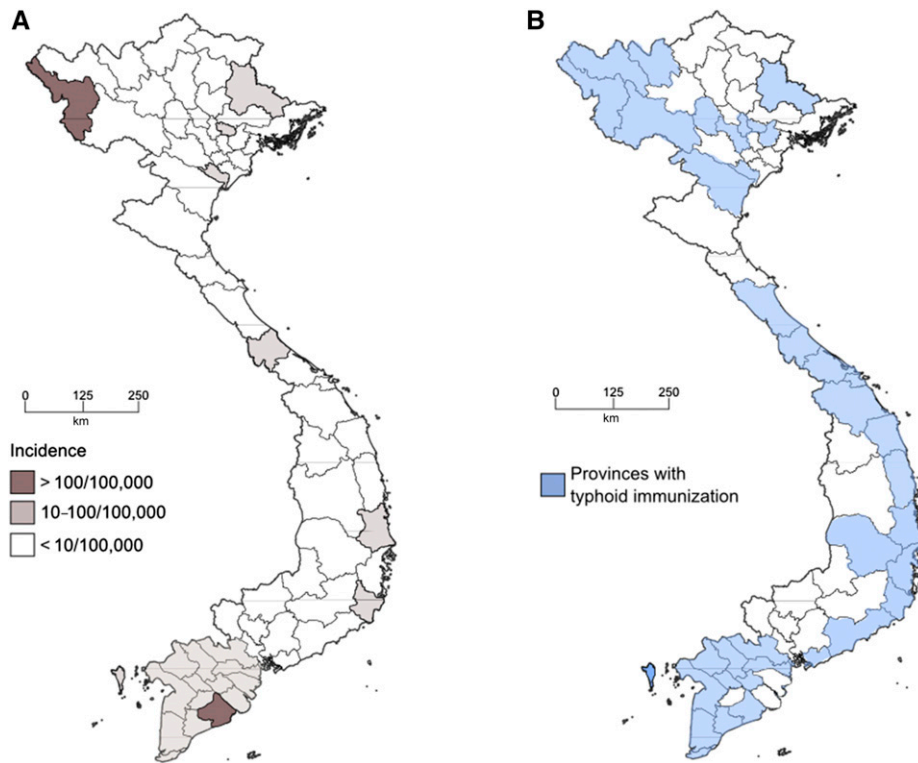 A
B
0 125 250
km
Incidence
> 100/100,000
10–100/100,000
< 10/100,000
0 125 250
km
Provinces with
typhoid immunization